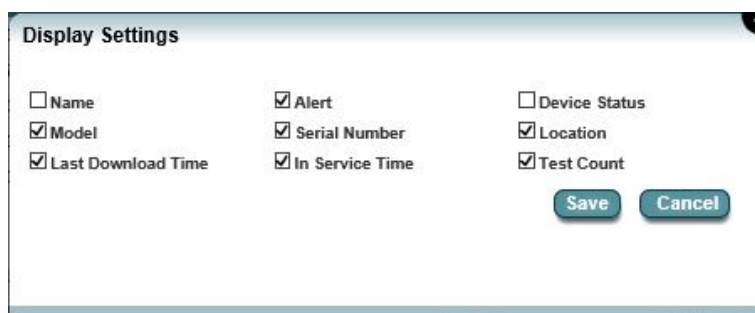 Display Settings
Name Alert Device Status
Model Serial Number Location
Last Download Time In Service Time Test Count
Save Cancel